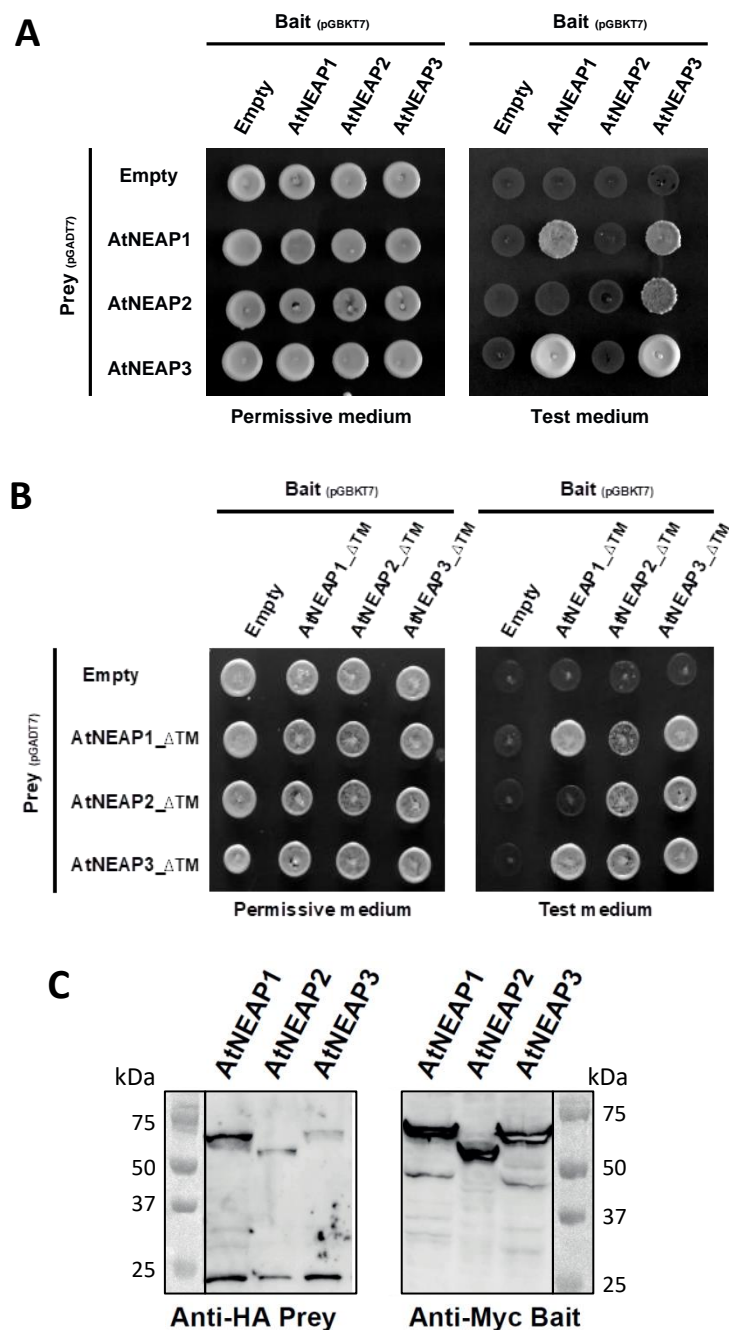 A
Bait (pGBKT7)
Bait (pGBKT7)
Empty
AtNEAP1
AtNEAP2
AtNEAP3
Empty
AtNEAP1
AtNEAP2
AtNEAP3
Prey (pGADT7)
Empty
AtNEAP1
AtNEAP2
AtNEAP3
Permissive medium
Test medium
B
Bait (pGBKT7)
Bait (pGBKT7)
Empty
AtNEAP1_ΔTM
AtNEAP2_ΔTM
AtNEAP3_ΔTM
Empty
AtNEAP1_ΔTM
AtNEAP2_ΔTM
AtNEAP3_ΔTM
Prey (pGADT7)
Empty
AtNEAP1_ΔTM
AtNEAP2_ΔTM
AtNEAP3_ΔTM
Permissive medium
Test medium
C
AtNEAP1
AtNEAP2
AtNEAP3
AtNEAP1
AtNEAP2
AtNEAP3
kDa
75
50
37
25
kDa
75
50
37
25
Anti-HA Prey
Anti-Myc Bait